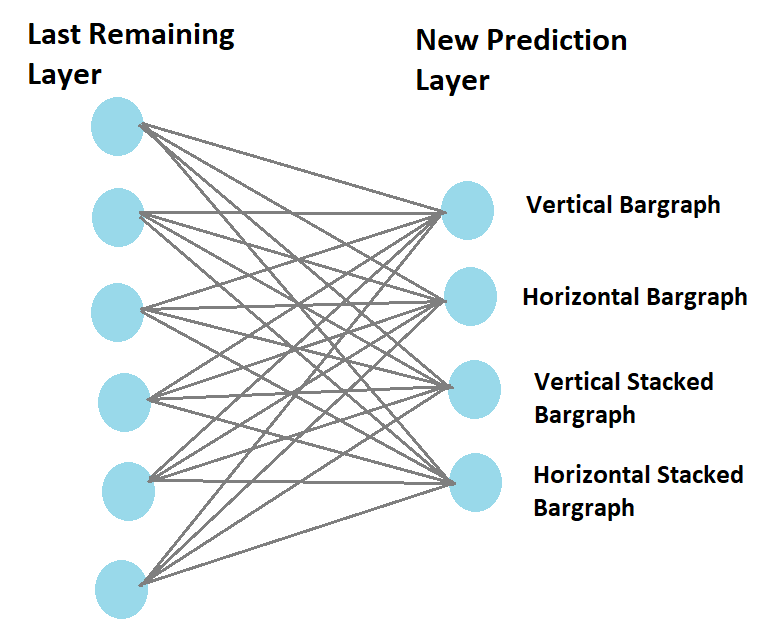 Last Remaining
Layer
New Prediction
Layer
Vertical Bargraph
Horizontal Bargraph
Vertical Stacked
Bargraph
Horizontal Stacked
Bargraph